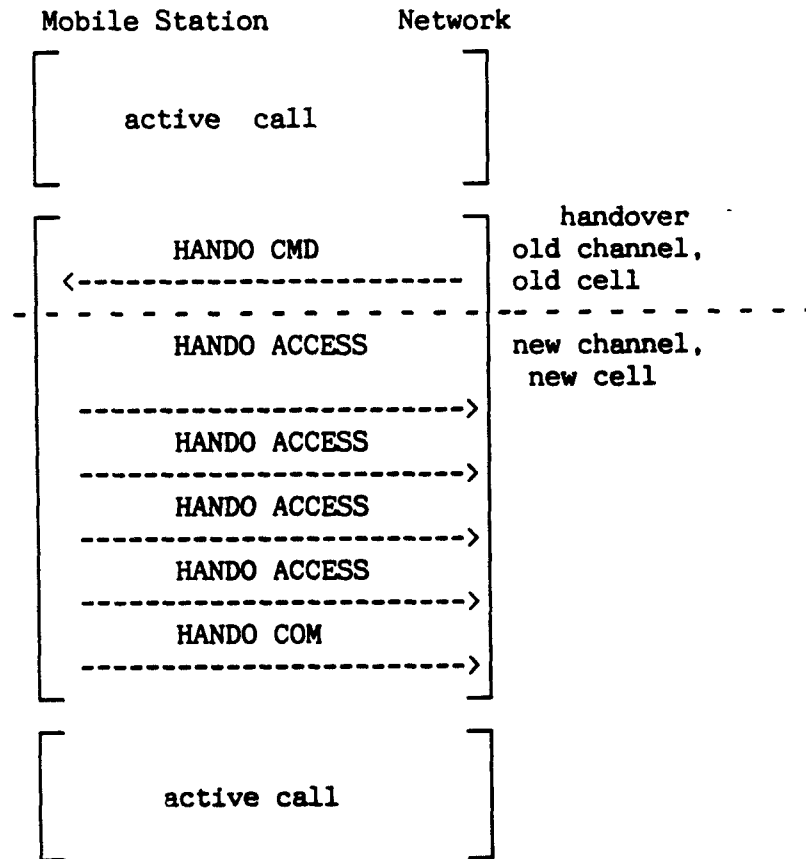 Mobile Station Network
active call
handover
HANDO CMD old channel,
old cell
HANDO ACCESS new channel,
new cell
HANDO ACCESS
HANDO ACCESS
HANDO ACCESS
HANDO COM
active call